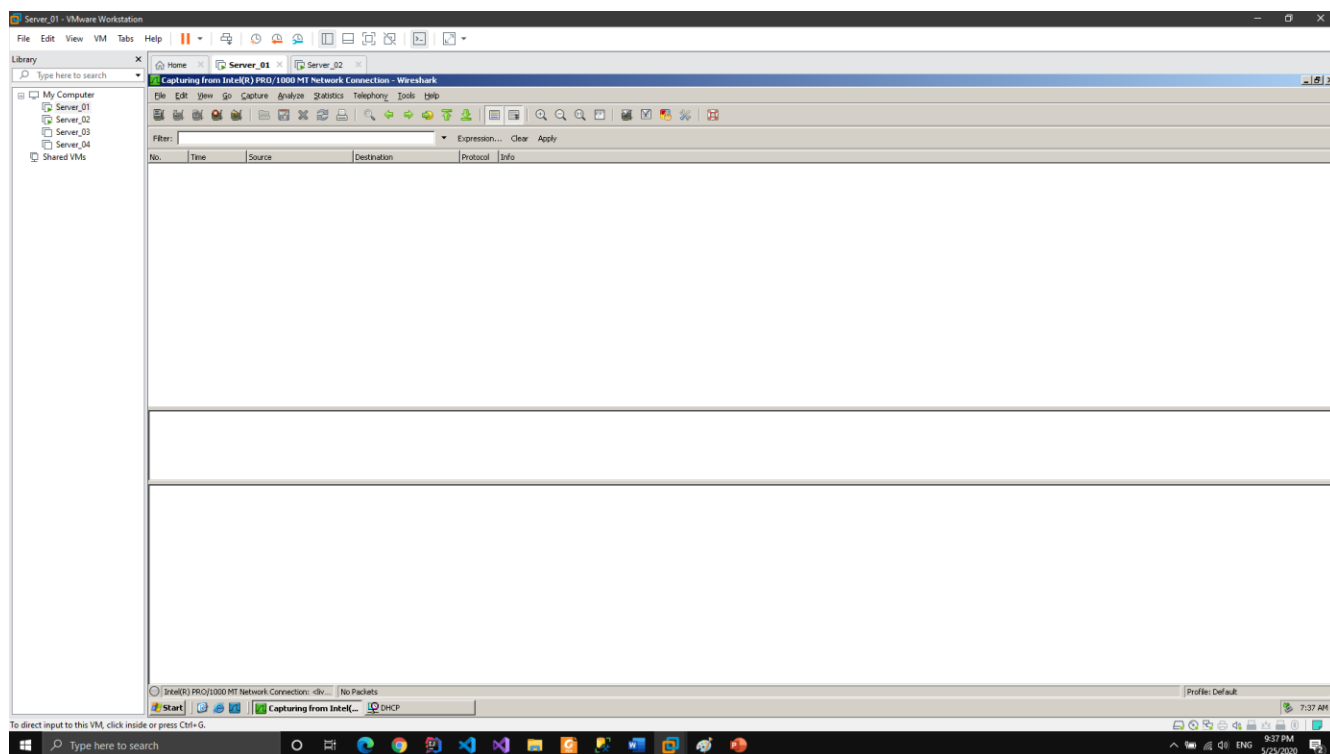 Server_01 - VMware Workstation
File Edit View VM Tabs Help
Library
Type here to search
My Computer
Server_01
Server_02
Server_03
Server_04
Shared VMs
Home Server_01 Server_02
Capturing from Intel(R) PRO/1000 MT Network Connection - Wireshark
File Edit View Go Capture Analyze Statistics Telephony Tools Help
Filter: Expression... Clear Apply
No. Time Source Destination Protocol Info
Intel(R) PRO/1000 MT Network Connection: <liv... No Packets Profile: Default
Start Capturing from Intel(... DHCP 7:37 AM
To direct input to this VM, click inside or press Ctrl+G.
Type here to search ENG 9:37 PM
5/25/2020